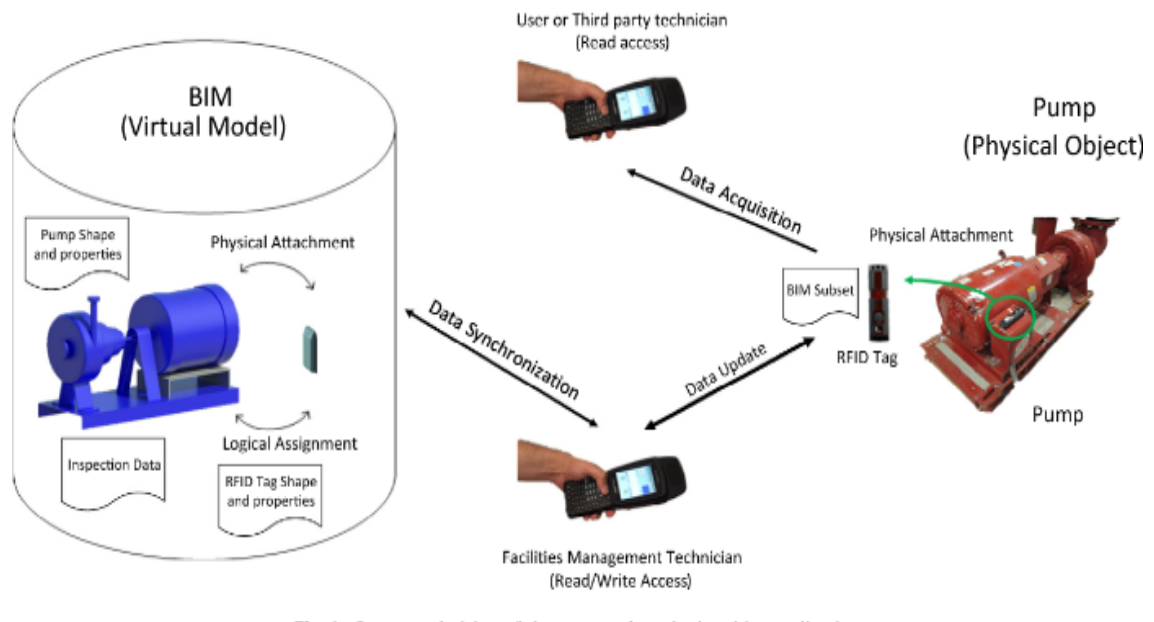 User or Third party technician
(Read access)
BIM
(Virtual Model)
Pump
(Physical Object)
Data Acquisition
Pump Shape
and properties
Physical Attachment
Physical Attachment
BIM Subset
RFID Tag
Data Synchronization
Data Update
Pump
Logical Assignment
Inspection Data
RFID Tag Shape
and properties
Facilities Management Technician
(Read/Write Access)